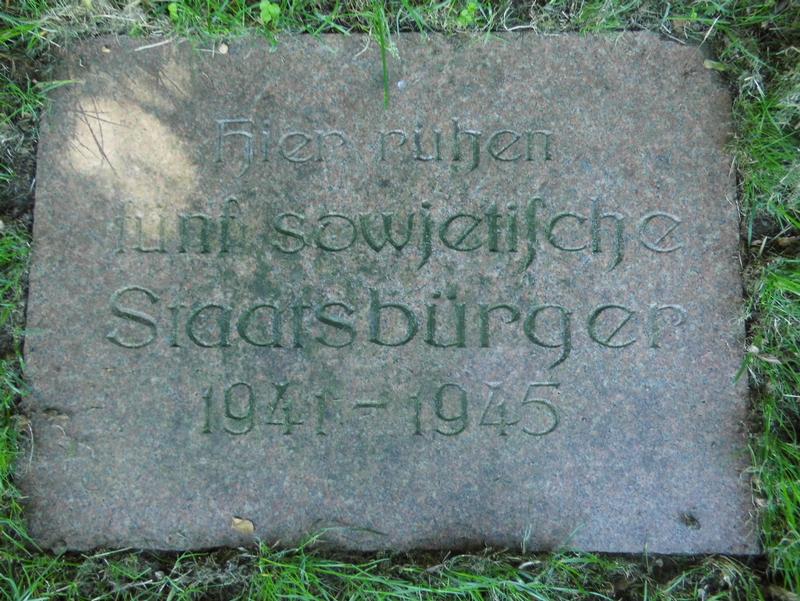 Hier ruhen
fünf sowjetiſche
Staatsbürger
1941 - 1945